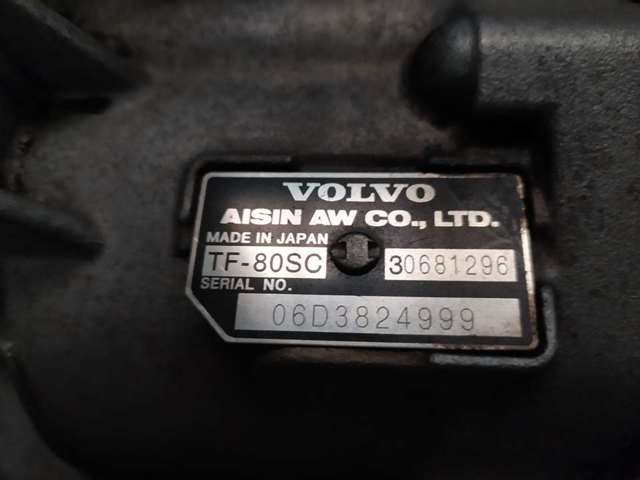 VOLVO
AISIN AW CO., LTD.
MADE IN JAPAN
TF-80SC 30681296
SERIAL NO.
06D3824999